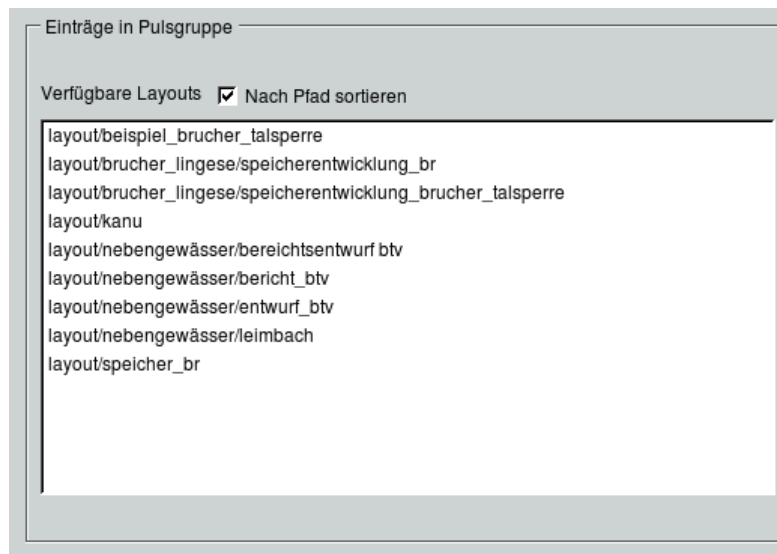 Einträge in Pulsgruppe
Verfügbare Layouts Nach Pfad sortieren
layout/beispiel_brucher_talsperre
layout/brucher_lingese/speicherentwicklung_br
layout/brucher_lingese/speicherentwicklung_brucher_talsperre
layout/kanu
layout/nebengewässer/bereichtsentwurf btv
layout/nebengewässer/bericht_btv
layout/nebengewässer/entwurf_btv
layout/nebengewässer/leimbach
layout/speicher_br